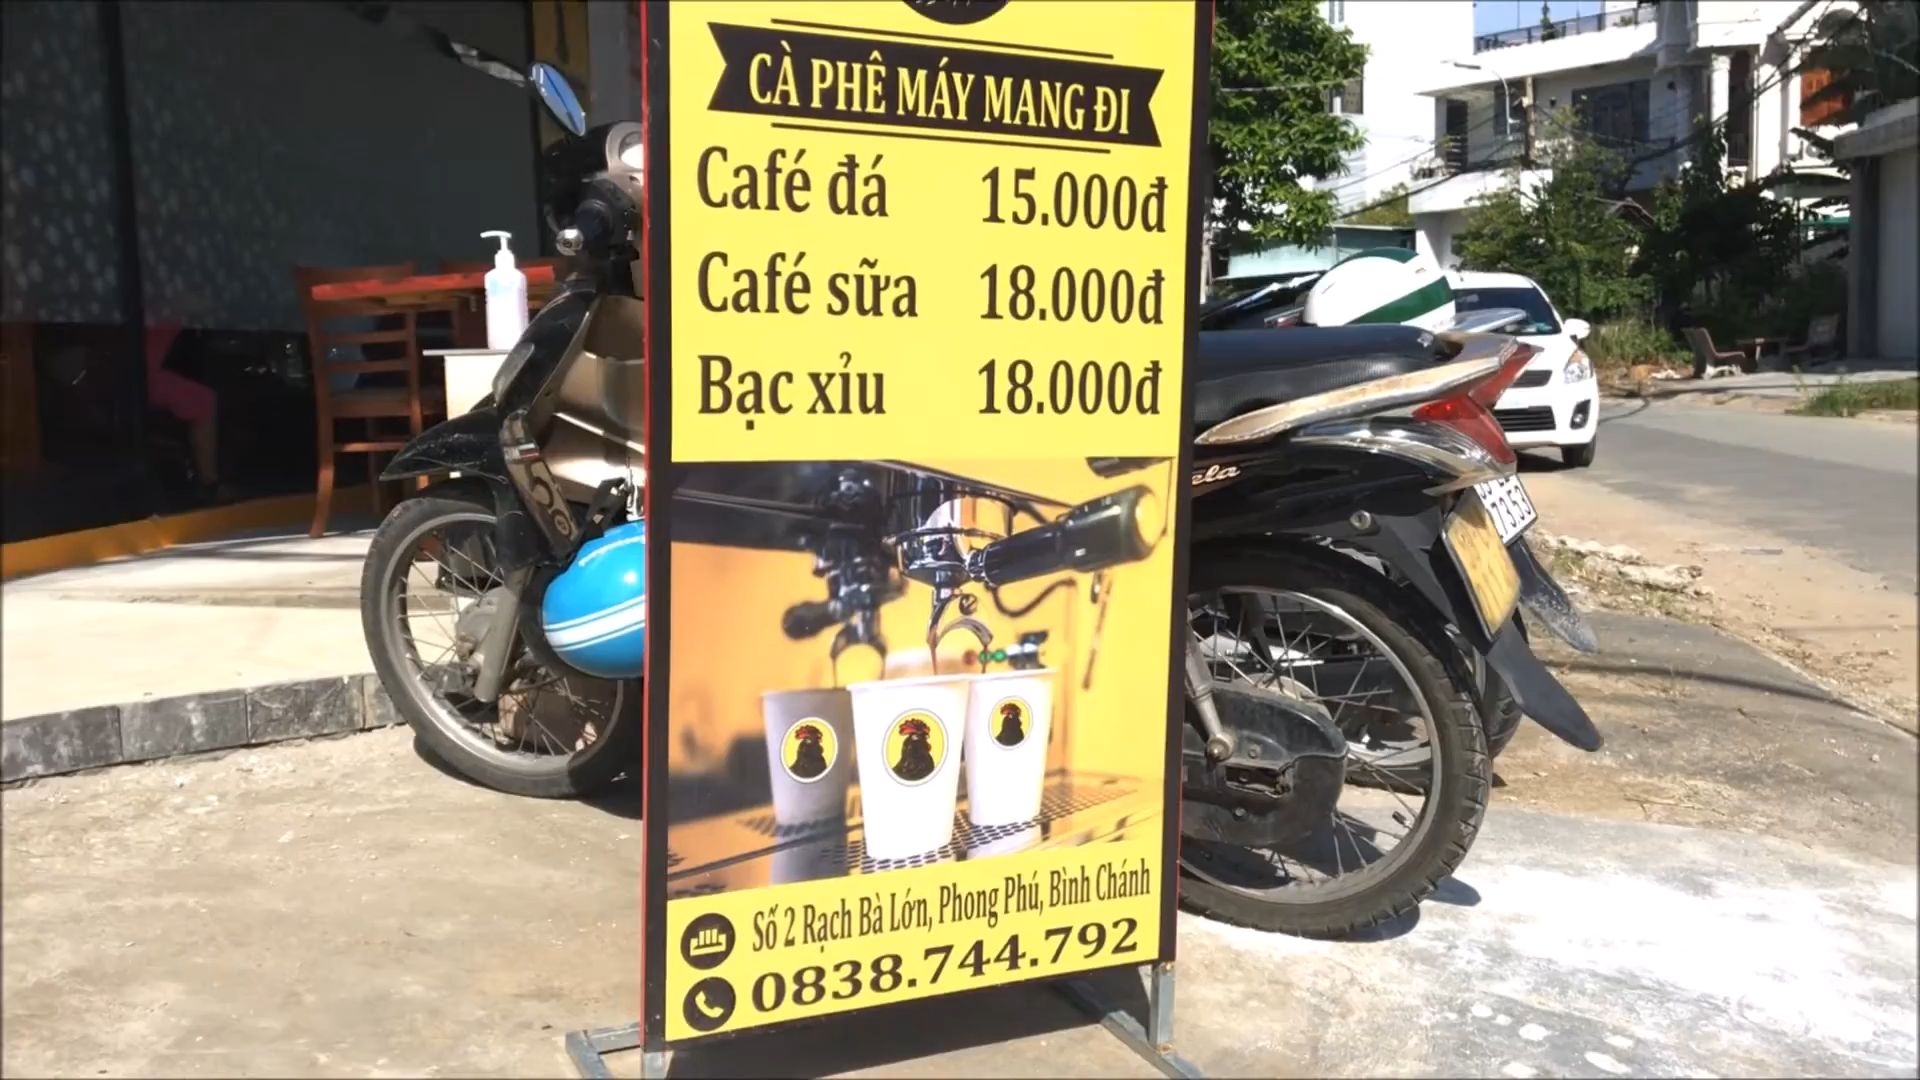 CÀ PHÊ MÁY MANG ĐI
Café đá 15.000đ
Café sữa 18.000đ
Bạc xỉu 18.000đ
Số 2 Rạch Bà Lớn, Phong Phú, Bình Chánh
0838.744.792
50